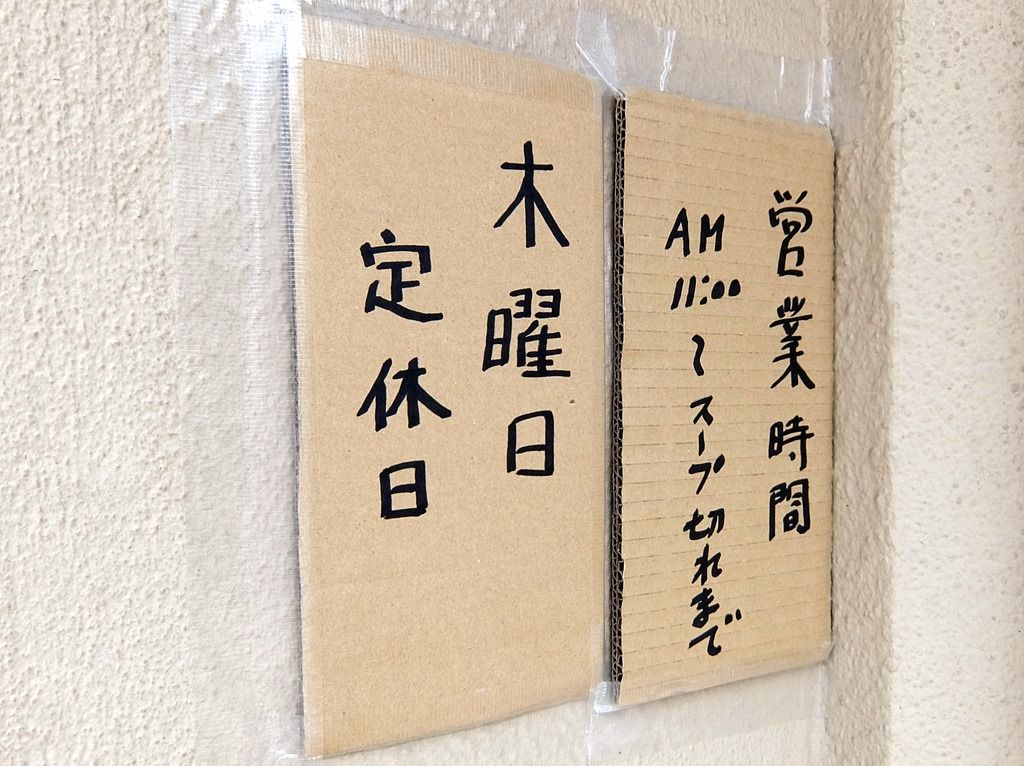 営業時間
AM
11:00
〜スープ切れまで
木曜日
定休日